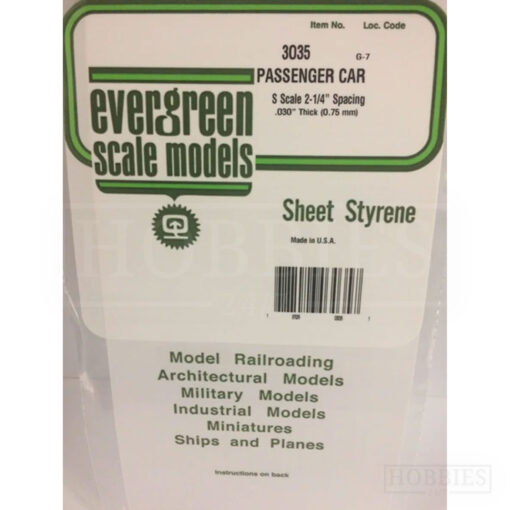 Item No. Loc. Code
3035 G-7
PASSENGER CAR
S Scale 2-1/4" Spacing
.030" Thick (0.75 mm)
evergreen
scale models
Sheet Styrene
Made in U.S.A.
HOBBIES
Model Railroading
Architectural Models
Military Models
Industrial Models
Miniatures
Ships and Planes
Instructions on back
HOBBIES